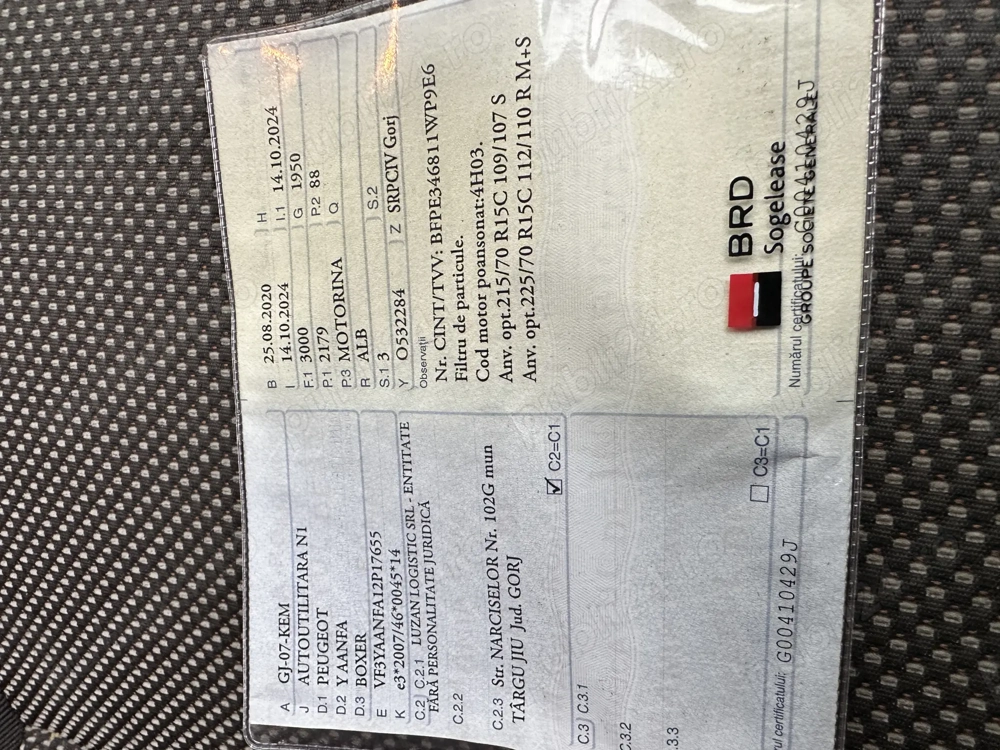 A GJ-07-KEM
J AUTOUTILITARA N1
D.1 PEUGEOT
D.2 Y AANFA
D.3 BOXER
E VF3YAANFA12P17655
K e3*2007/46*0045*14
C.2 C.2.1 LUZAN LOGISTIC SRL - ENTITATE
FĂRĂ PERSONALITATE JURIDICĂ
C.2.2
C.2.3 Str. NARCISELOR Nr. 102G mun
TÂRGU JIU Jud. GORJ
☑ C2=C1
C.3 C.3.1
C.3.2
3.3
☐ C3=C1
rul certificatului: G00410429J
B 25.08.2020 H
I 14.10.2024 I.1 14.10.2024
F.1 3000 G 1950
P.1 2179 P.2 88
P.3 MOTORINA Q
R ALB
S.1 3 S.2
Y O532284 Z SRPCIV Gorj
Observații
Nr. CINT/TVV: BFPE346811WP9E6
Filtru de particule.
Cod motor poansonat:4H03.
Anv. opt.215/70 R15C 109/107 S
Anv. opt.225/70 R15C 112/110 R M+S
BRD
Sogelease
Numărul certificatului: G00410429J
GROUPE SOCIETE GENERALE